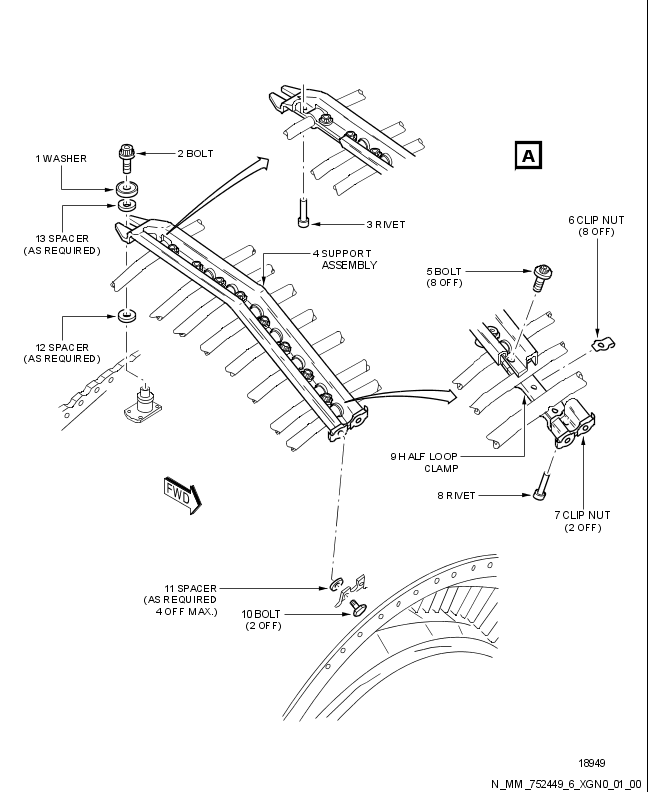 A
1 WASHER
2 BOLT
3 RIVET
13 SPACER
(AS REQUIRED)
4 SUPPORT
ASSEMBLY
6 CLIP NUT
(8 OFF)
5 BOLT
(8 OFF)
12 SPACER
(AS REQUIRED)
9 HALF LOOP
CLAMP
8 RIVET
7 CLIP NUT
(2 OFF)
FWD
11 SPACER
(AS REQUIRED
4 OFF MAX.)
10 BOLT
(2 OFF)
18949
N_MM_752449_6_XGN0_01_00